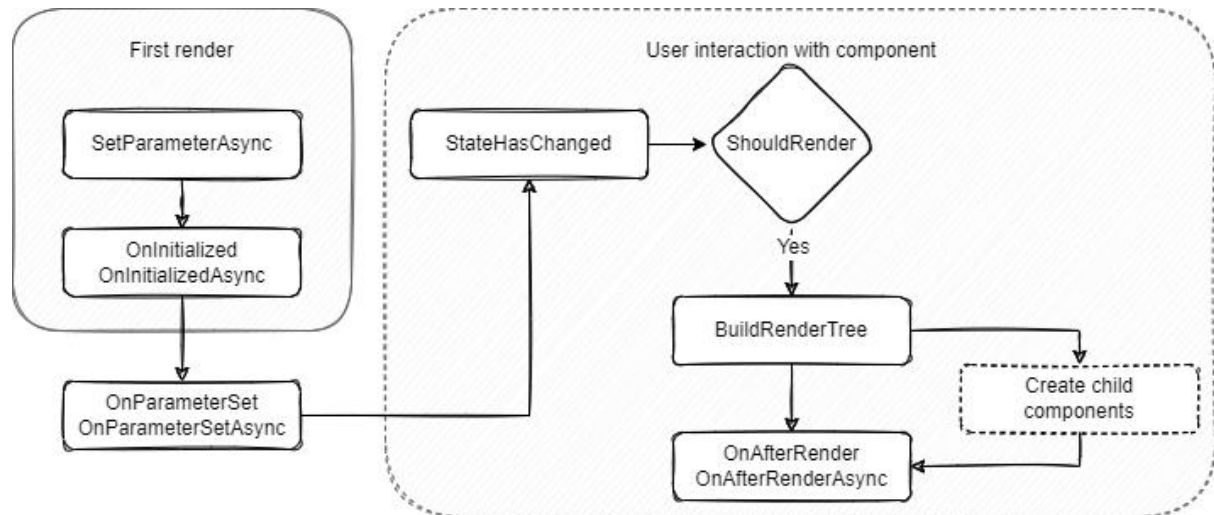 First render
SetParameterAsync
OnInitialized
OnInitializedAsync
OnParameterSet
OnParameterSetAsync
User interaction with component
StateHasChanged
ShouldRender
Yes
BuildRenderTree
Create child
components
OnAfterRender
OnAfterRenderAsync